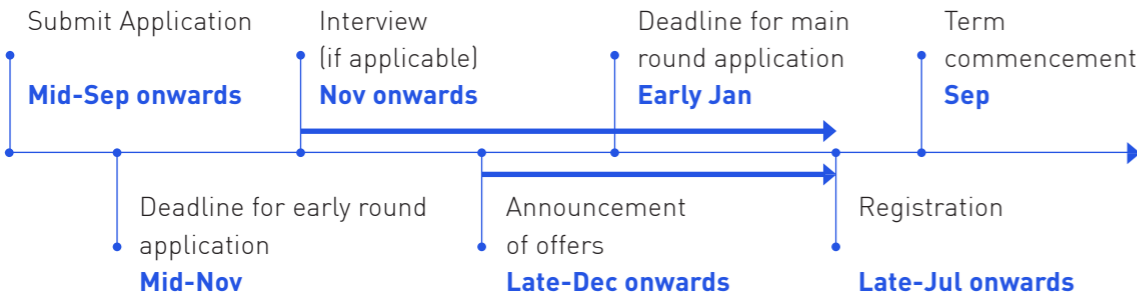 Submit Application
Mid-Sep onwards
Interview
(if applicable)
Nov onwards
Deadline for main
round application
Early Jan
Term
commencement
Sep
Deadline for early round
application
Mid-Nov
Announcement
of offers
Late-Dec onwards
Registration
Late-Jul onwards